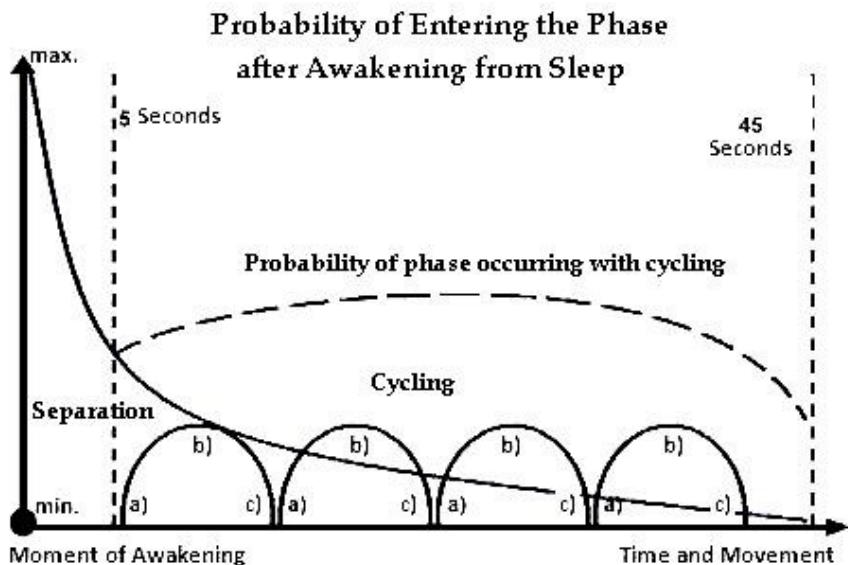 Probability of Entering the Phase
after Awakening from Sleep
max.
5 Seconds
45
Seconds
Probability of phase occurring with cycling
Cycling
Separation
b) b) b) b)
min. a) c) a) c) a) c) a) c)
Moment of Awakening Time and Movement